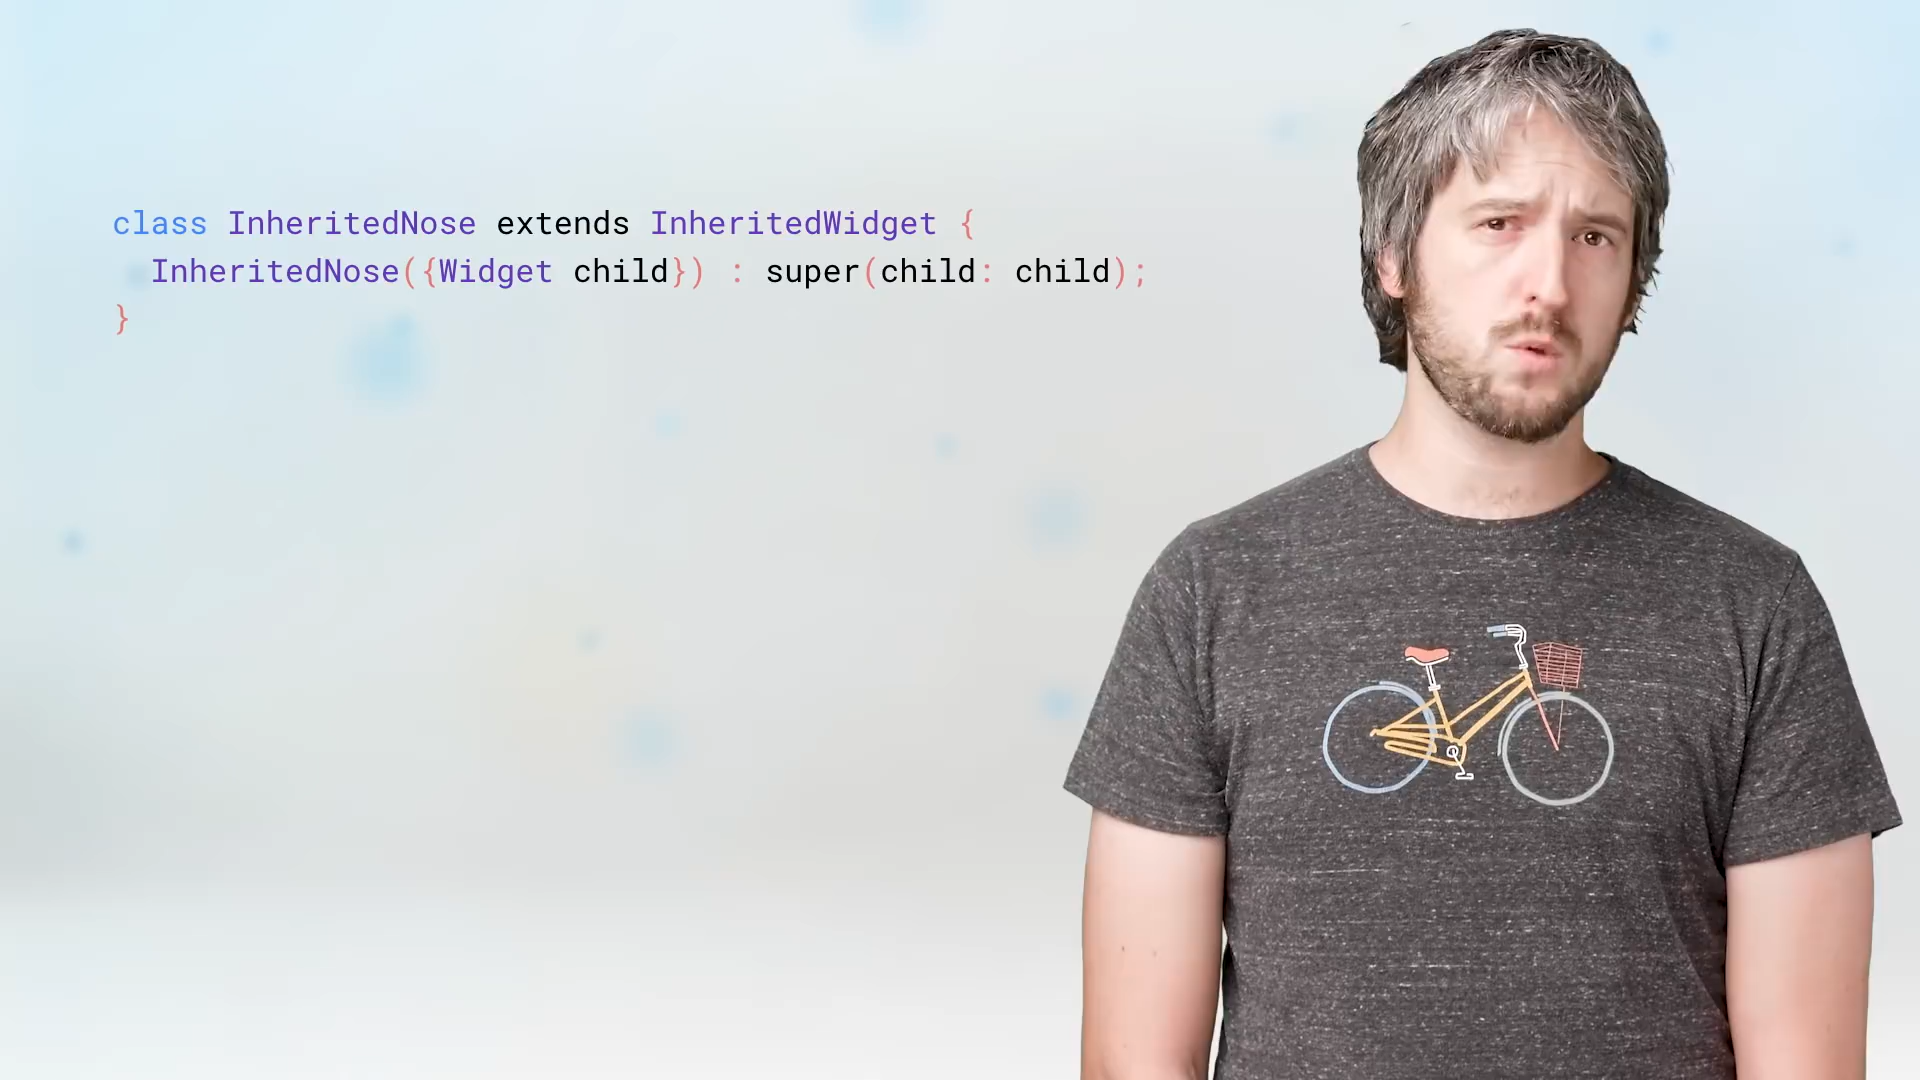 class InheritedNose extends InheritedWidget {
  InheritedNose({Widget child}) : super(child: child);
}